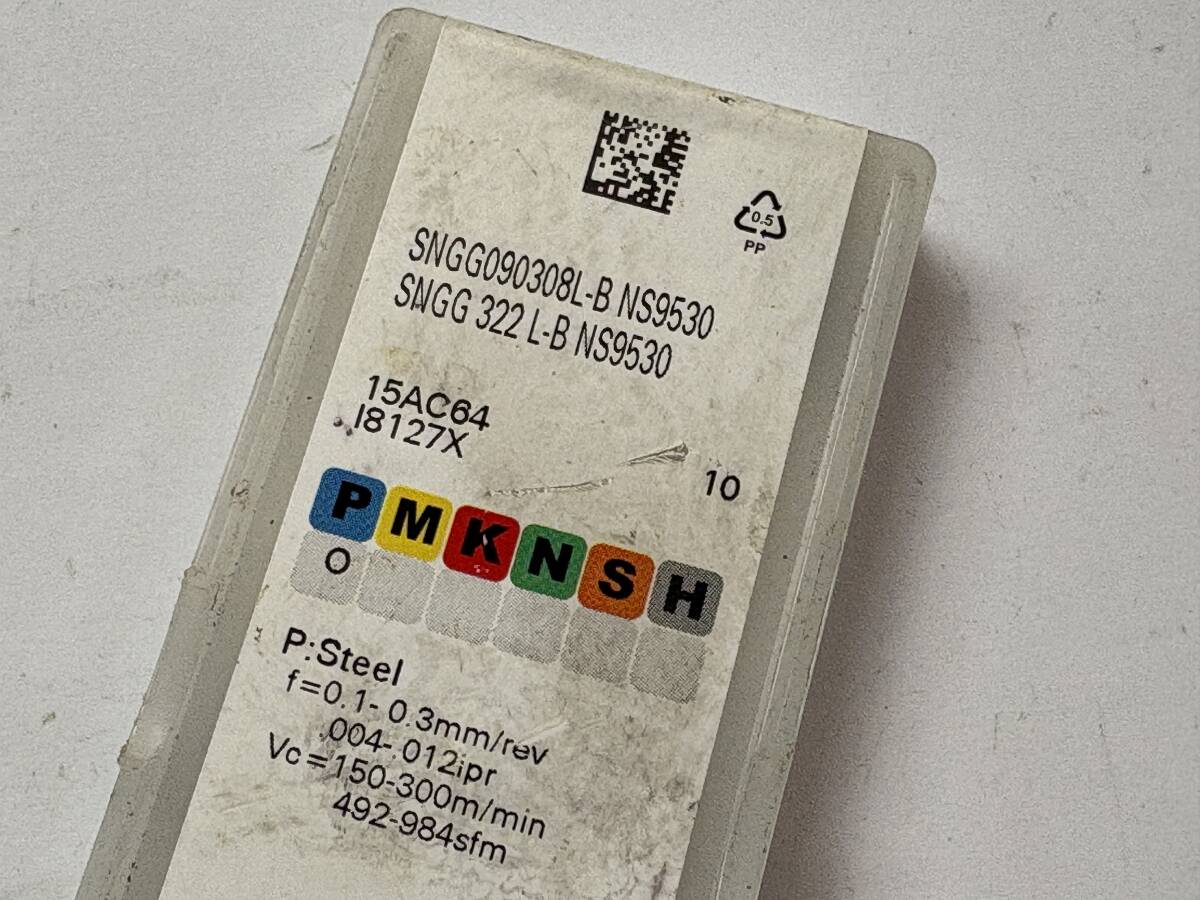 0.5
PP
SNGG090308L-B NS9530
SNGG 322 L-B NS9530
15AC64
I8127X
10
P M K N S H
O
P:Steel
f=0.1- 0.3mm/rev
.004-.012ipr
Vc=150-300m/min
492-984sfm